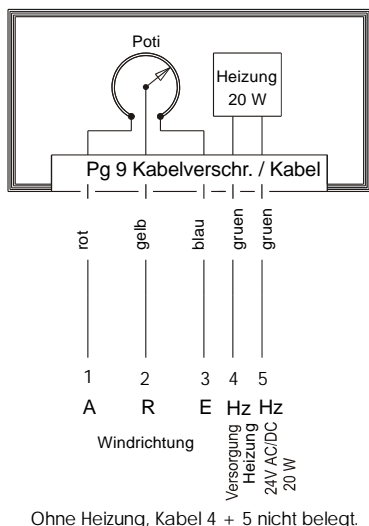 Poti
Heizung
20 W
Pg 9 Kabelverschr. / Kabel
rot
gelb
blau
gruen
gruen
1 2 3 4 5
A R E Hz Hz
Windrichtung
Versorgung
Heizung
24V AC/DC
20 W
Ohne Heizung, Kabel 4 + 5 nicht belegt.